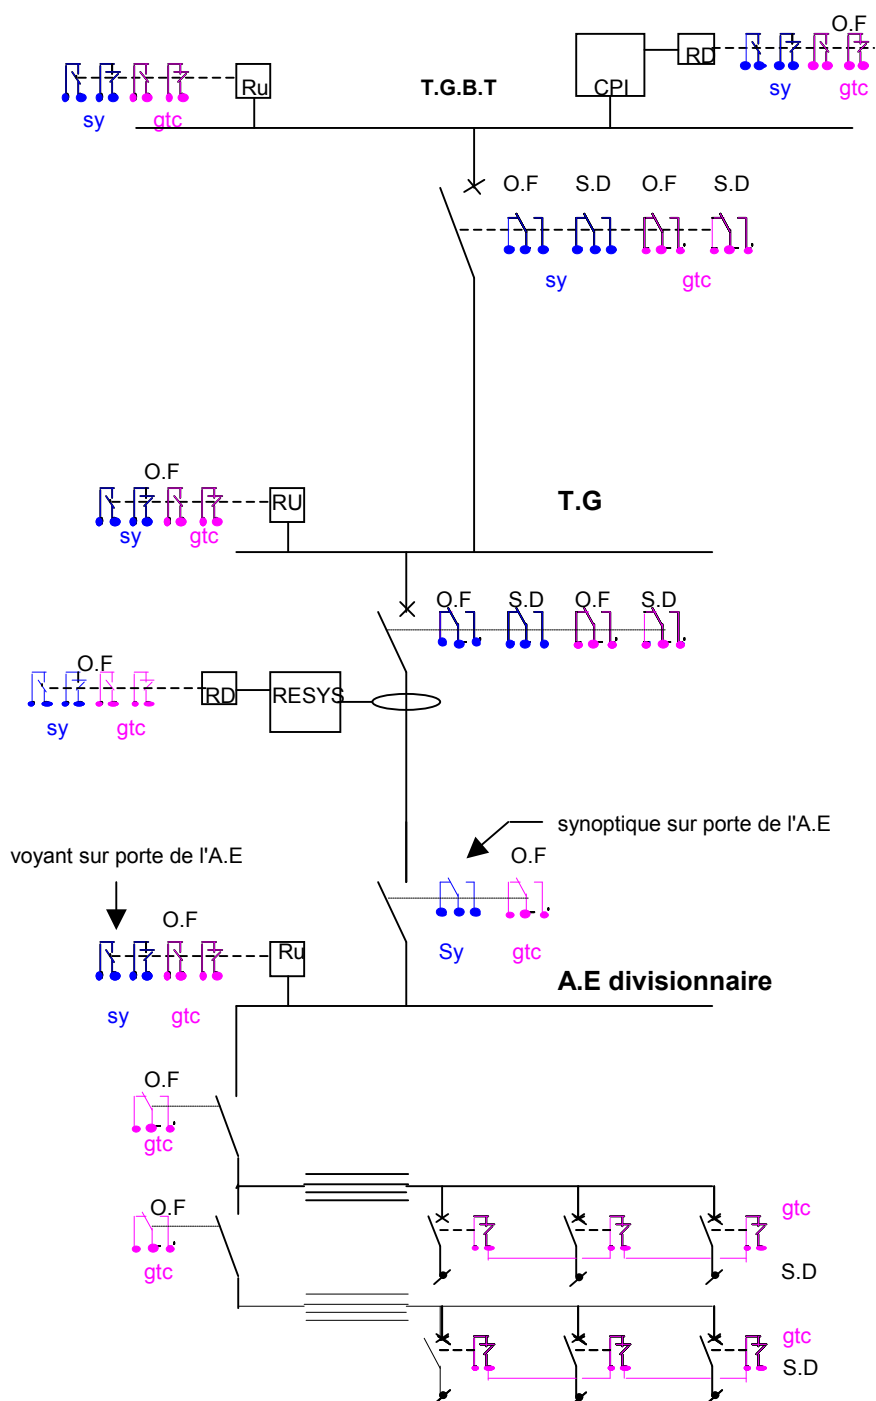 O.F
Ru
T.G.B.T
CPI
RD
sy
gtc
sy
gtc
O.F
S.D
O.F
S.D
sy
gtc
O.F
RU
T.G
sy
gtc
O.F
S.D
O.F
S.D
O.F
RD
RESYS
sy
gtc
synoptique sur porte de l'A.E
voyant sur porte de l'A.E
O.F
O.F
Ru
Sy
gtc
A.E divisionnaire
sy
gtc
O.F
gtc
O.F
gtc
gtc
S.D
gtc
S.D